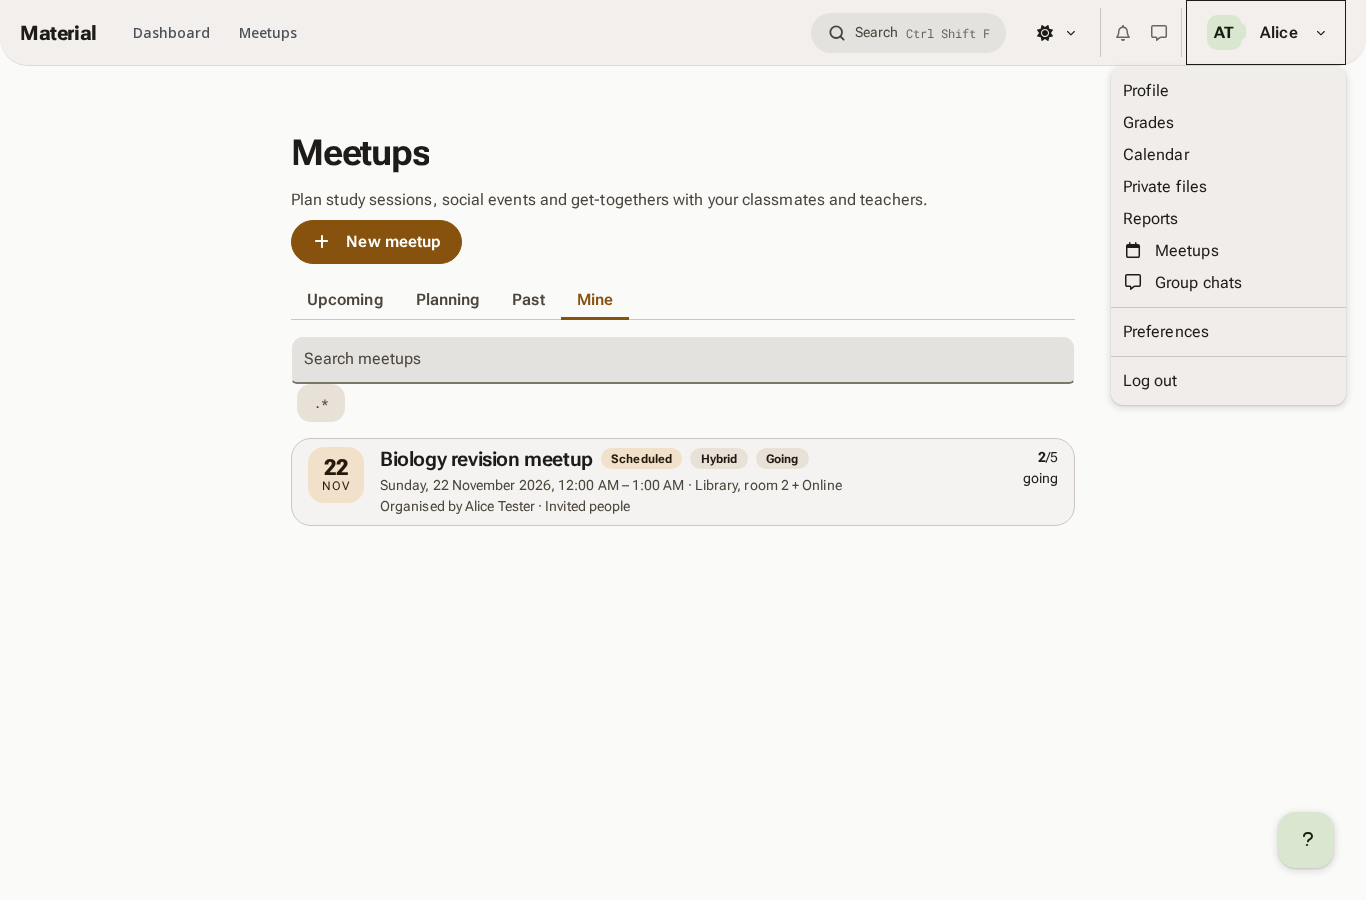 Material
Dashboard
Meetups
Search Ctrl Shift F
AT
Alice
Profile
Grades
Calendar
Private files
Reports
Meetups
Group chats
Preferences
Log out
Meetups
Plan study sessions, social events and get-togethers with your classmates and teachers.
New meetup
Upcoming
Planning
Past
Mine
Search meetups
.*
22
NOV
Biology revision meetup Scheduled Hybrid Going
Sunday, 22 November 2026, 12:00 AM – 1:00 AM · Library, room 2 + Online
Organised by Alice Tester · Invited people
2/5
going
?